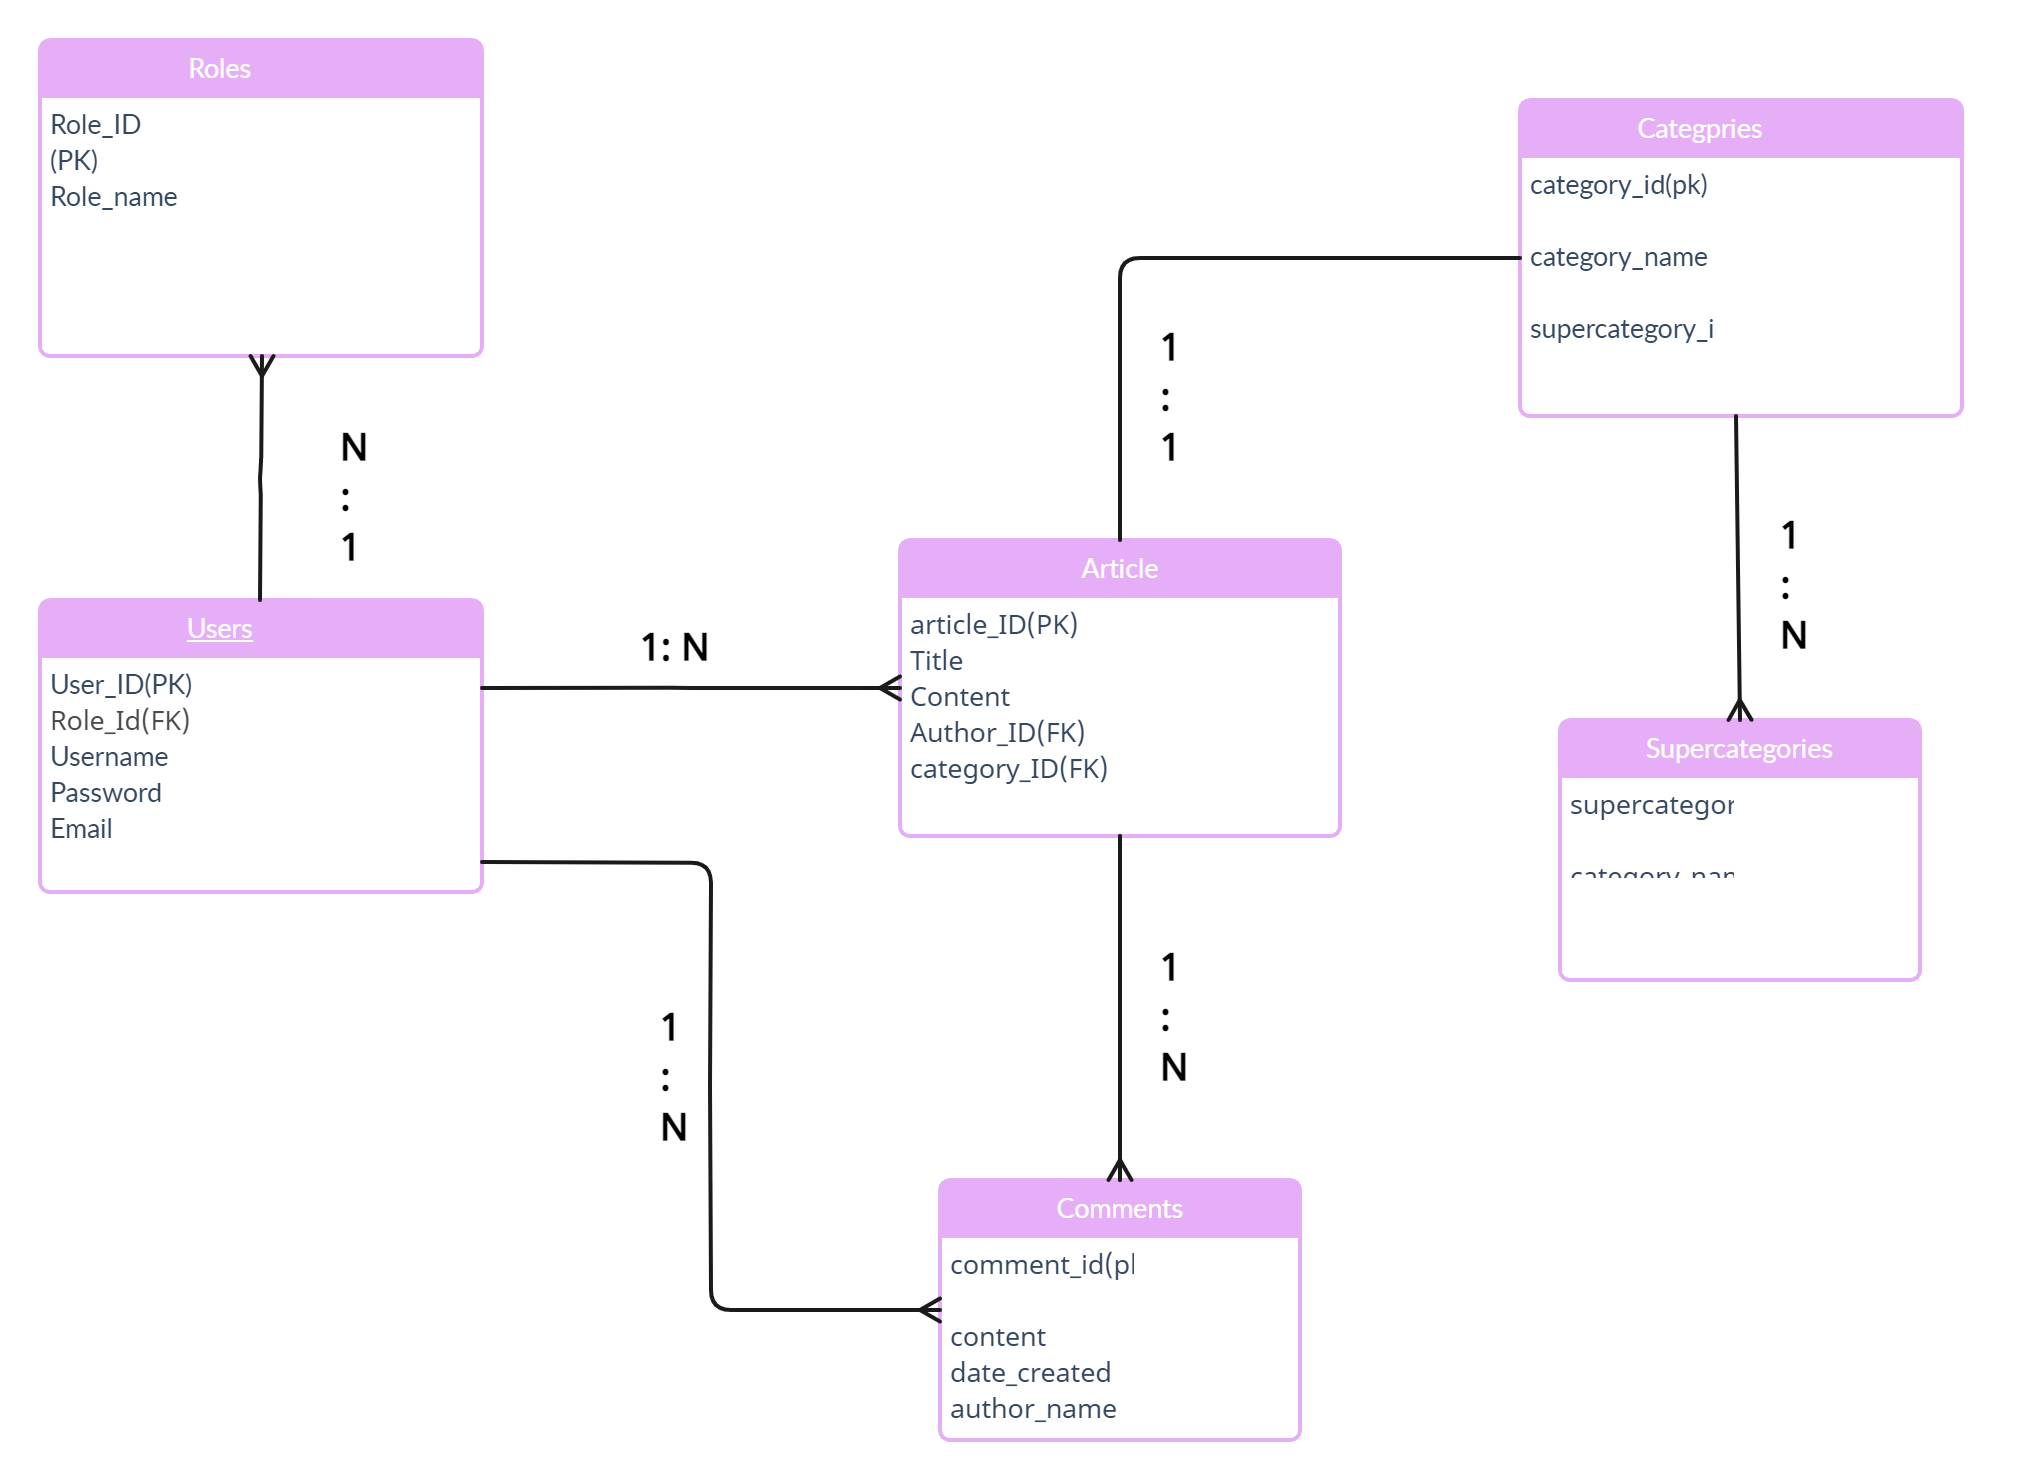 Roles
Role_ID
(PK)
Role_name
N
:
1
Users
User_ID(PK)
Role_Id(FK)
Username
Password
Email
1: N
1
:
N
Categpries
category_id(pk)
category_name
supercategory_i
1
:
1
Article
article_ID(PK)
Title
Content
Author_ID(FK)
category_ID(FK)
1
:
N
Supercategories
supercategor
category_nar
1
:
N
Comments
comment_id(pl
content
date_created
author_name